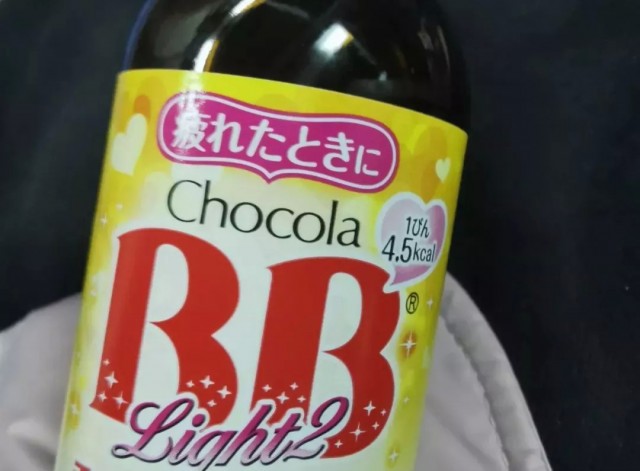 疲れたときに
Chocola
1びん
4.5kcal
BB®
Light2